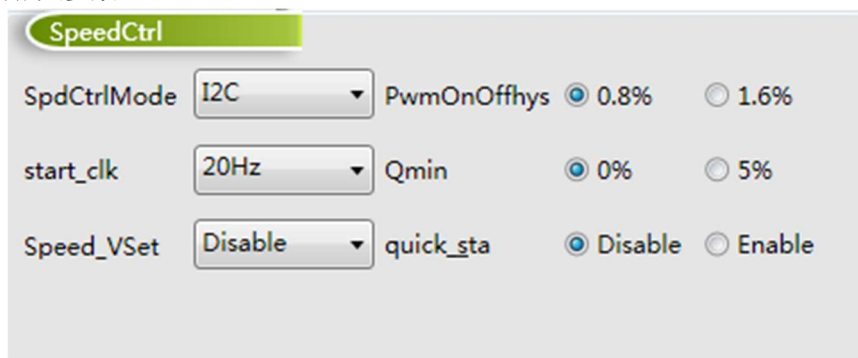 SpeedCtrl
SpdCtrlMode I2C PwmOnOffhys 0.8% 1.6%
start_clk 20Hz Qmin 0% 5%
Speed_VSet Disable quick_sta Disable Enable